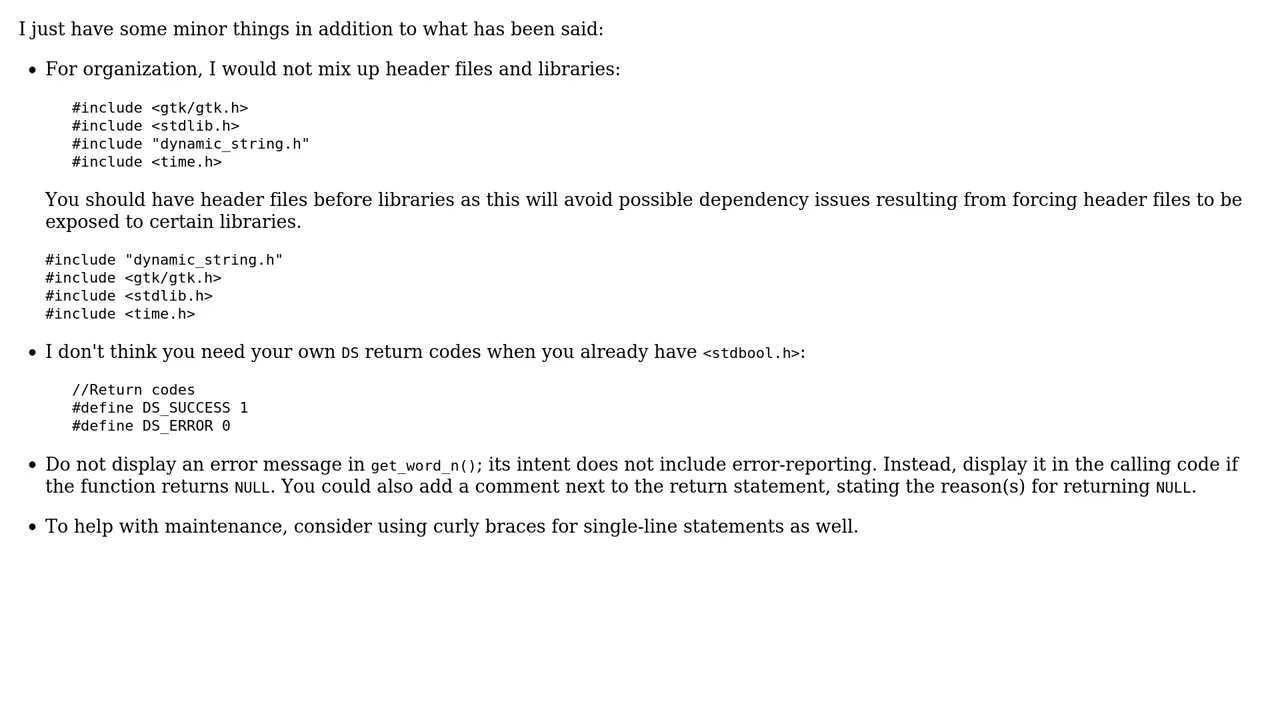 I just have some minor things in addition to what has been said:
• For organization, I would not mix up header files and libraries:
#include <gtk/gtk.h>
#include <stdlib.h>
#include "dynamic_string.h"
#include <time.h>
You should have header files before libraries as this will avoid possible dependency issues resulting from forcing header files to be
exposed to certain libraries.
#include "dynamic_string.h"
#include <gtk/gtk.h>
#include <stdlib.h>
#include <time.h>
• I don't think you need your own DS return codes when you already have <stdbool.h>:
//Return codes
#define DS_SUCCESS 1
#define DS_ERROR 0
• Do not display an error message in get_word_n(); its intent does not include error-reporting. Instead, display it in the calling code if
the function returns NULL. You could also add a comment next to the return statement, stating the reason(s) for returning NULL.
• To help with maintenance, consider using curly braces for single-line statements as well.